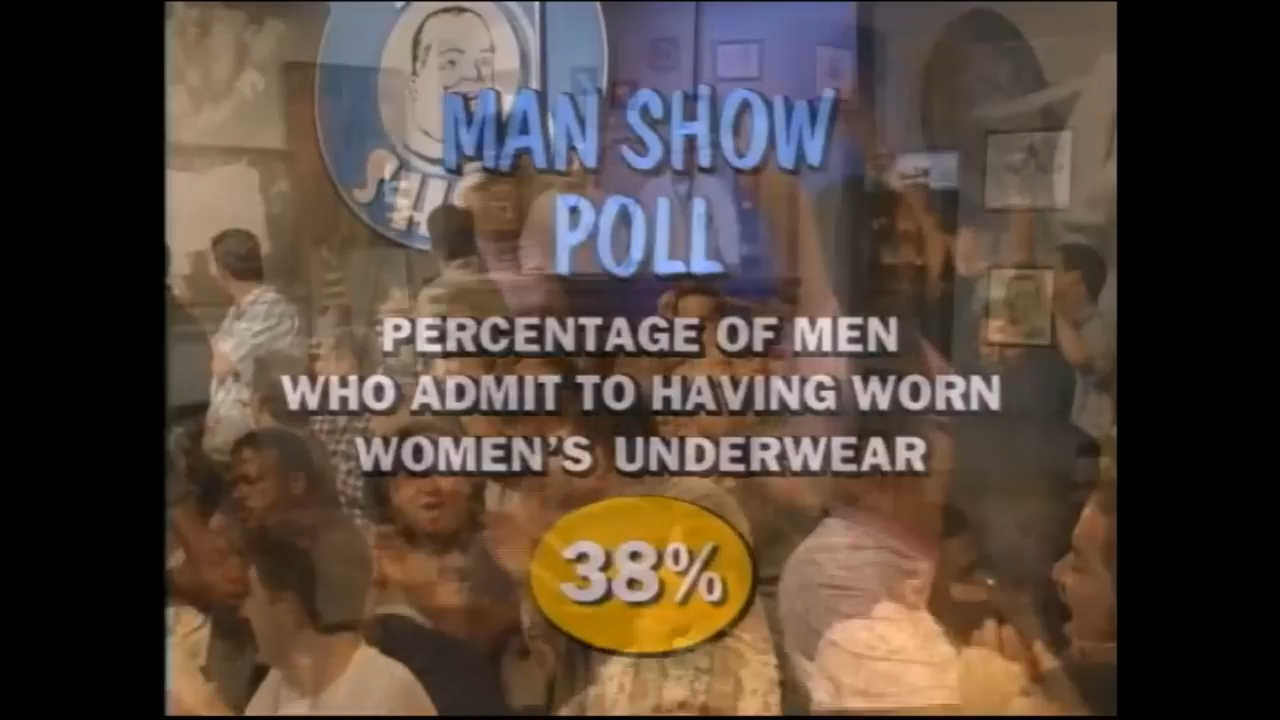 MAN SHOW
POLL
PERCENTAGE OF MEN
WHO ADMIT TO HAVING WORN
WOMEN'S UNDERWEAR
38%